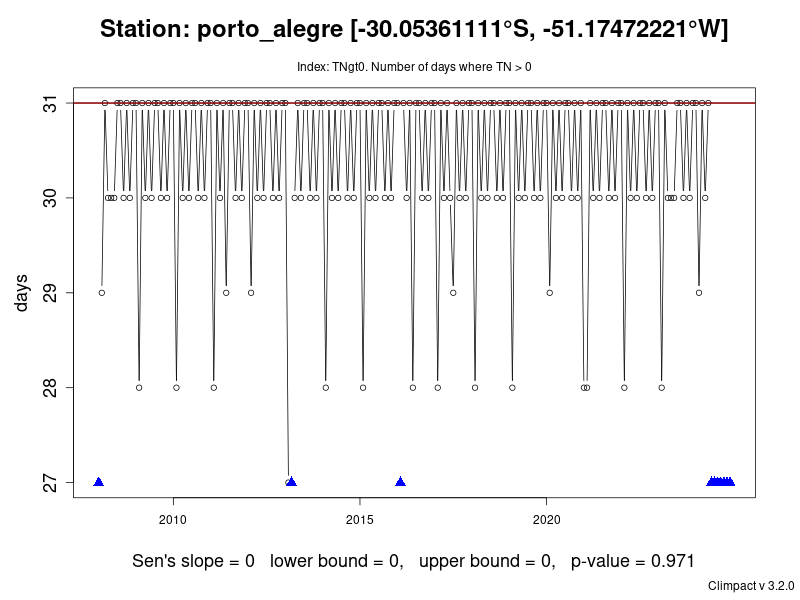 Station: porto_alegre [-30.05361111°S, -51.17472221°W]
Index: TNgt0. Number of days where TN > 0
31
30
29
28
27
days
2010 2015 2020
Sen's slope = 0 lower bound = 0, upper bound = 0, p-value = 0.971
Climpact v 3.2.0